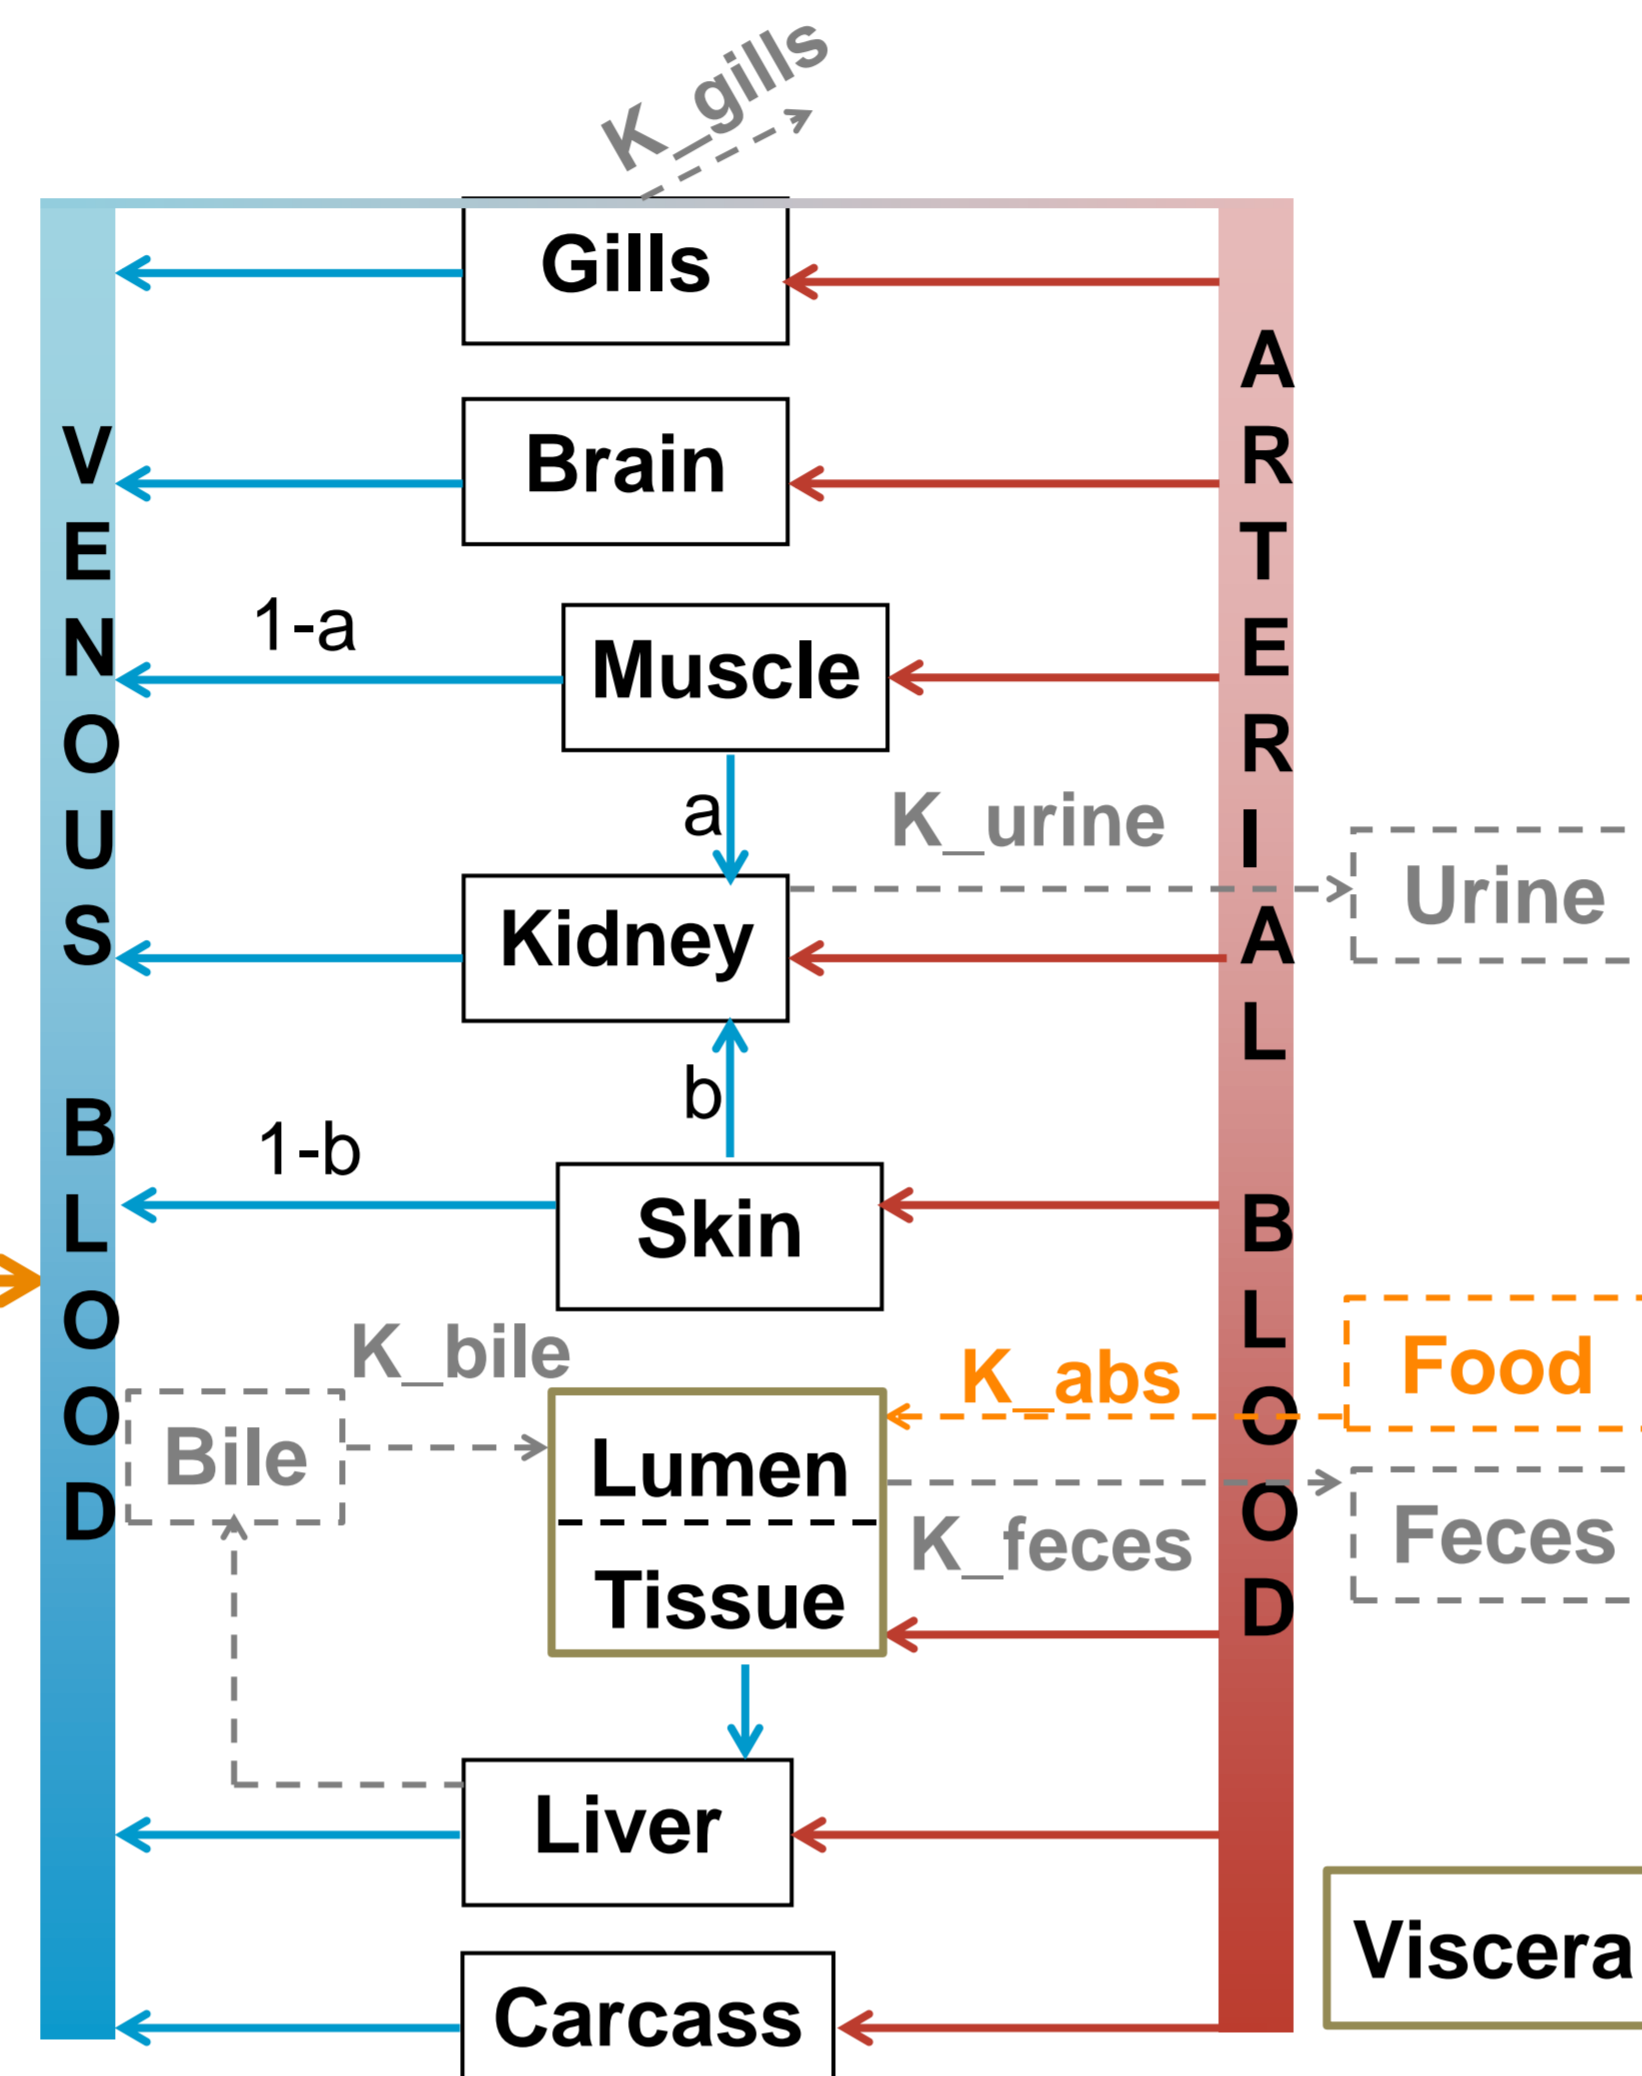 K_gills
Gills
Brain
1-a
Muscle
a
K_urine
Urine
Kidney
b
1-b
Skin
K_bile
K_abs
Food
Bile
Lumen
Tissue
K_feces
Feces
Liver
Viscera
Carcass
VENOUS BLOOD
ARTERIAL BLOOD